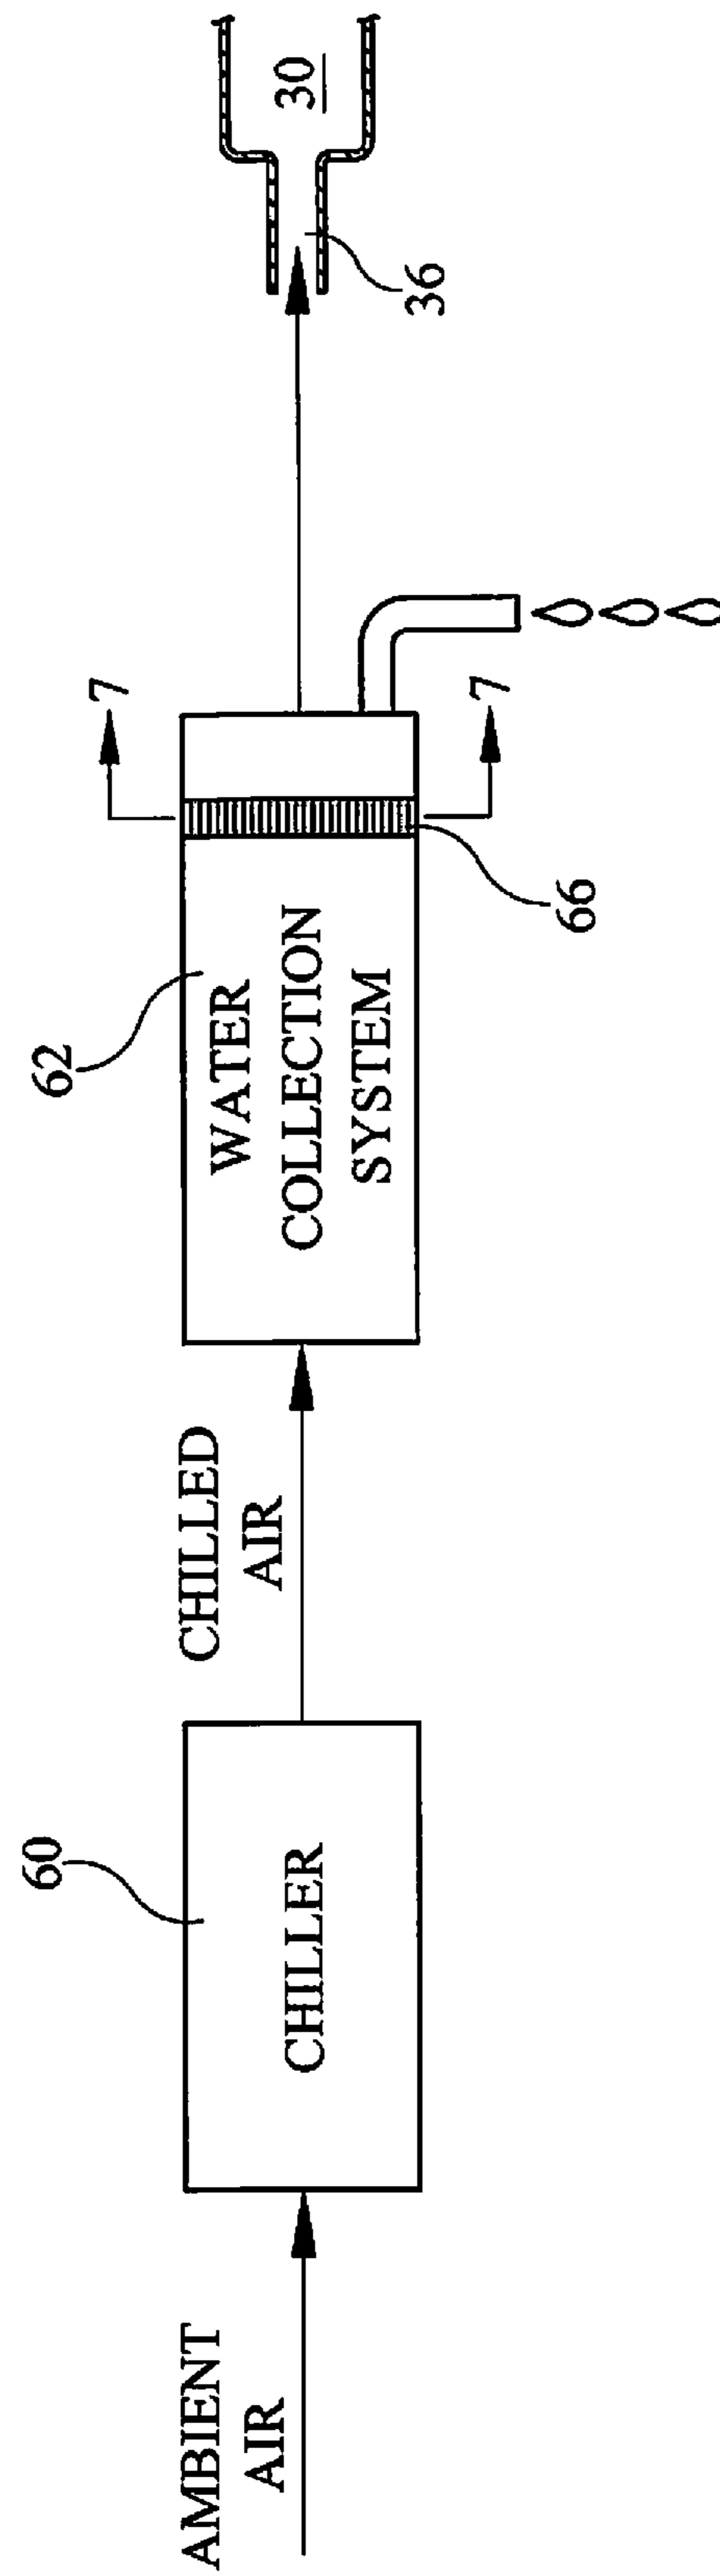 AMBIENT
AIR
60
CHILLER
CHILLED
AIR
62
WATER
COLLECTION
SYSTEM
66
7
7
36
30